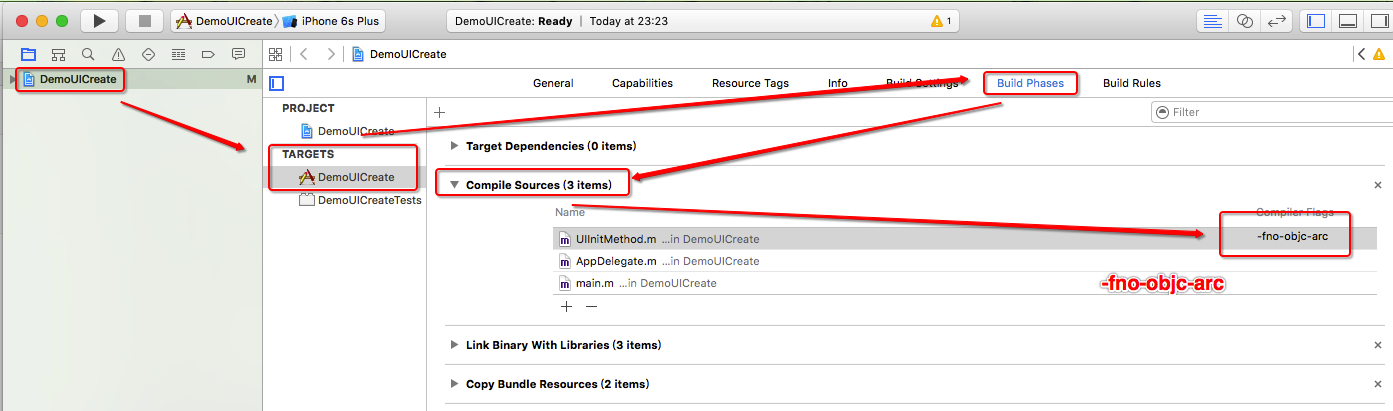 DemoUICreate iPhone 6s Plus DemoUICreate: Ready | Today at 23:23 1
DemoUICreate
DemoUICreate M
General Capabilities Resource Tags Info Build Settings Build Phases Build Rules
PROJECT
Filter
DemoUICreate
Target Dependencies (0 items)
TARGETS
DemoUICreate
Compile Sources (3 items)
DemoUICreateTests
Name Compiler Flags
UIInitMethod.m ...in DemoUICreate -fno-objc-arc
AppDelegate.m ...in DemoUICreate
main.m ...in DemoUICreate
-fno-objc-arc
Link Binary With Libraries (3 items)
Copy Bundle Resources (2 items)